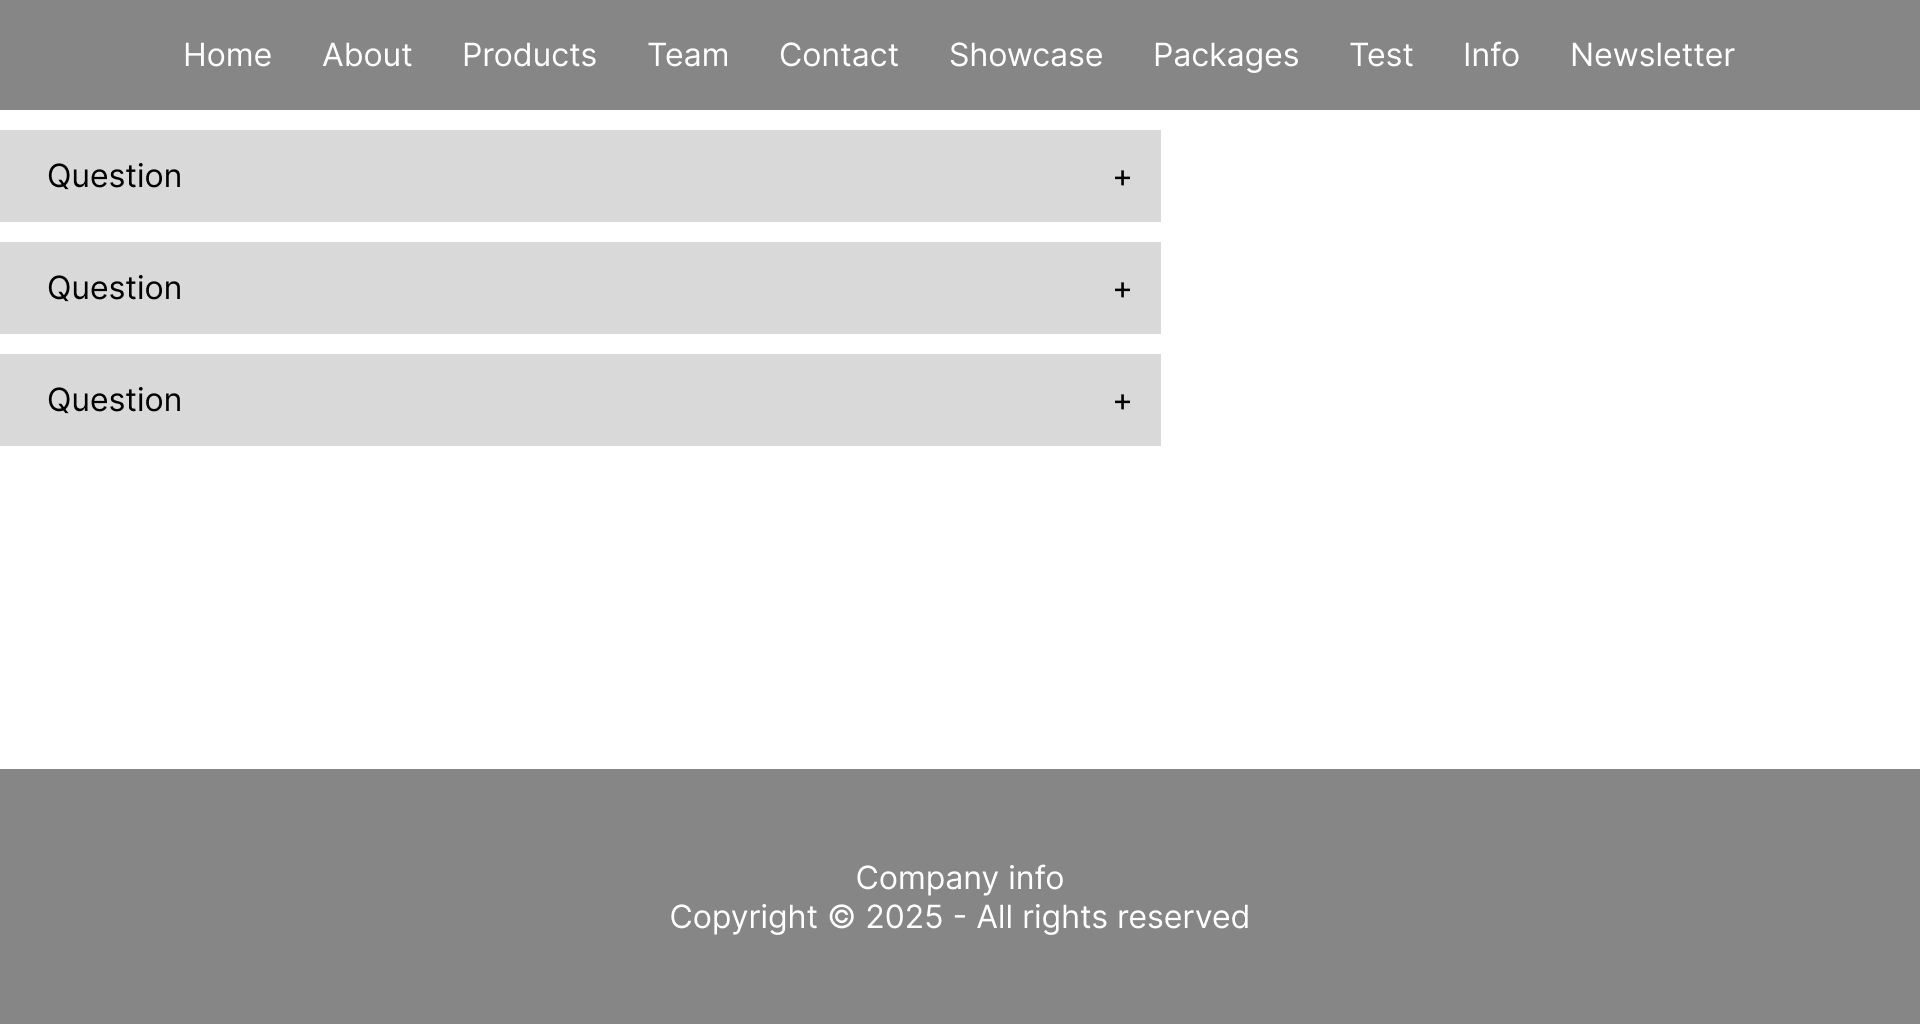 Home About Products Team Contact Showcase Packages Test Info Newsletter
Question +
Question +
Question +
Company info
Copyright © 2025 - All rights reserved